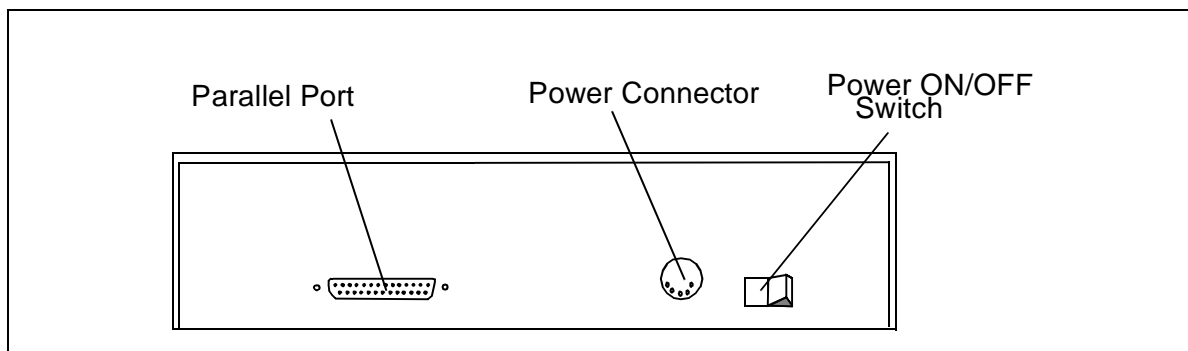 Parallel Port
Power Connector
Power ON/OFF
Switch